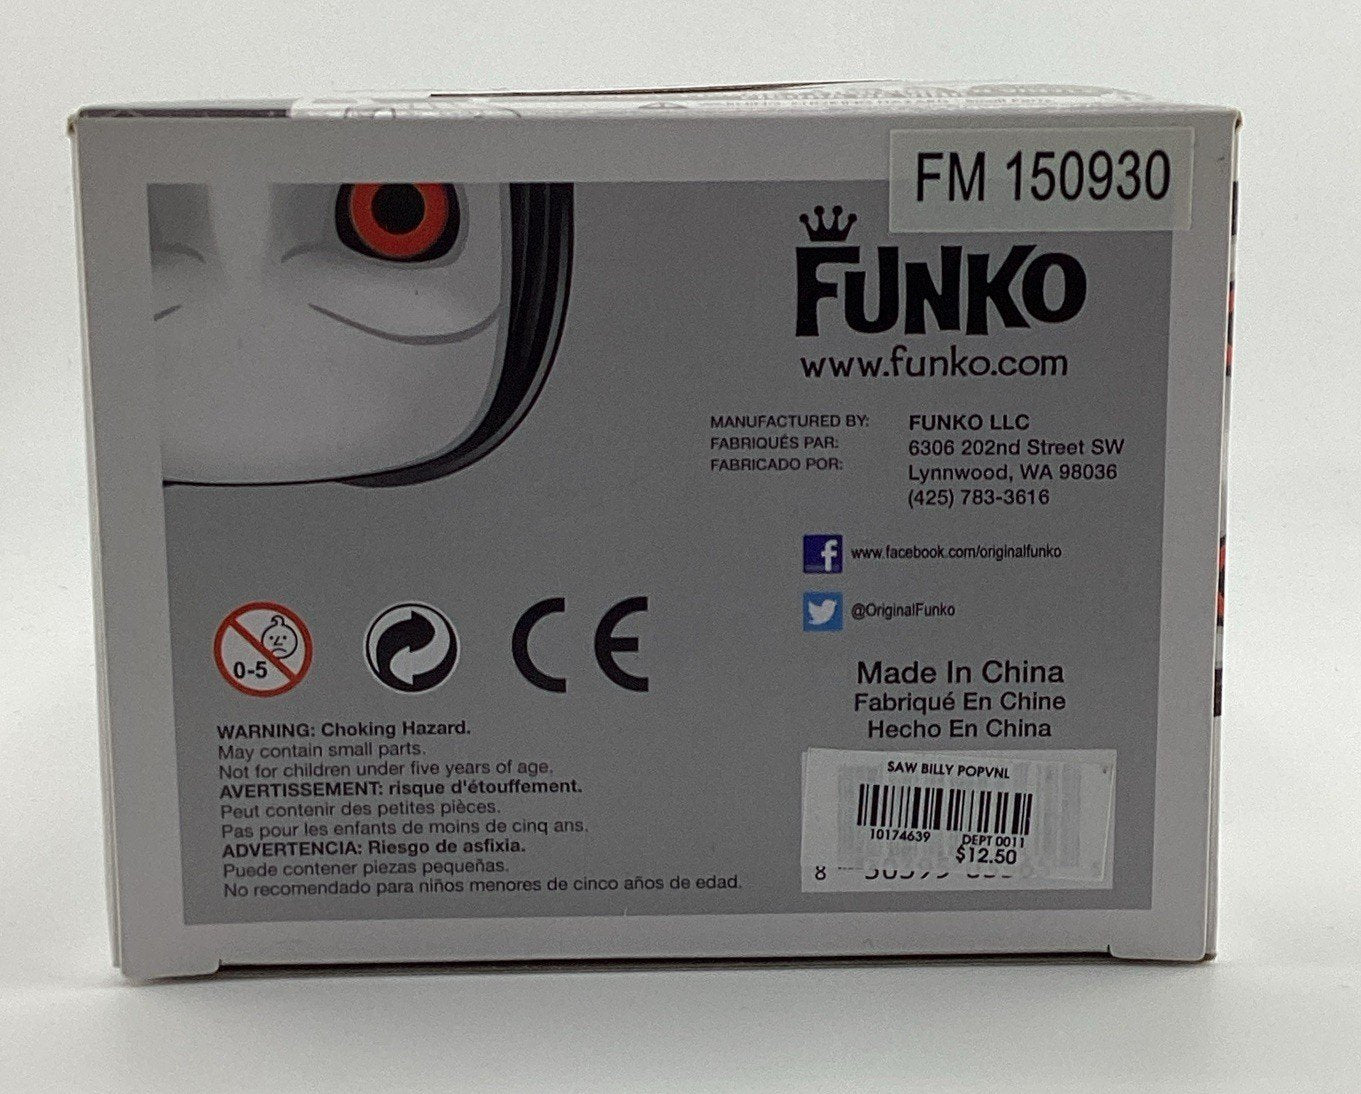 FM 150930
FUNKO
www.funko.com
MANUFACTURED BY: FUNKO LLC
FABRIQUÉS PAR: 6306 202nd Street SW
FABRICADO POR: Lynnwood, WA 98036
(425) 783-3616
f www.facebook.com/originalfunko
@OriginalFunko
0-5
CE
Made In China
Fabriqué En Chine
Hecho En China
WARNING: Choking Hazard.
May contain small parts.
Not for children under five years of age.
AVERTISSEMENT: risque d'étouffement.
Peut contenir des petites pièces.
Pas pour les enfants de moins de cinq ans.
ADVERTENCIA: Riesgo de asfixia.
Puede contener piezas pequeñas.
No recomendado para niños menores de cinco años de edad.
SAW BILLY POPVNL
10174639 DEPT 0011
$12.50
8